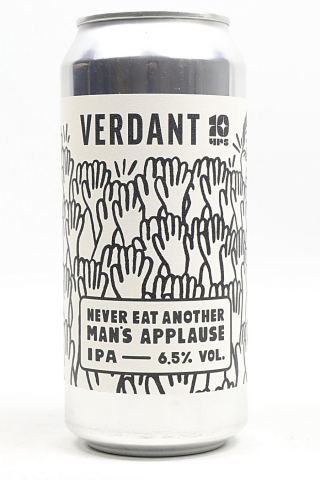 VERDANT 10 YRS
NEVER EAT ANOTHER
MAN'S APPLAUSE
IPA — 6.5% VOL.